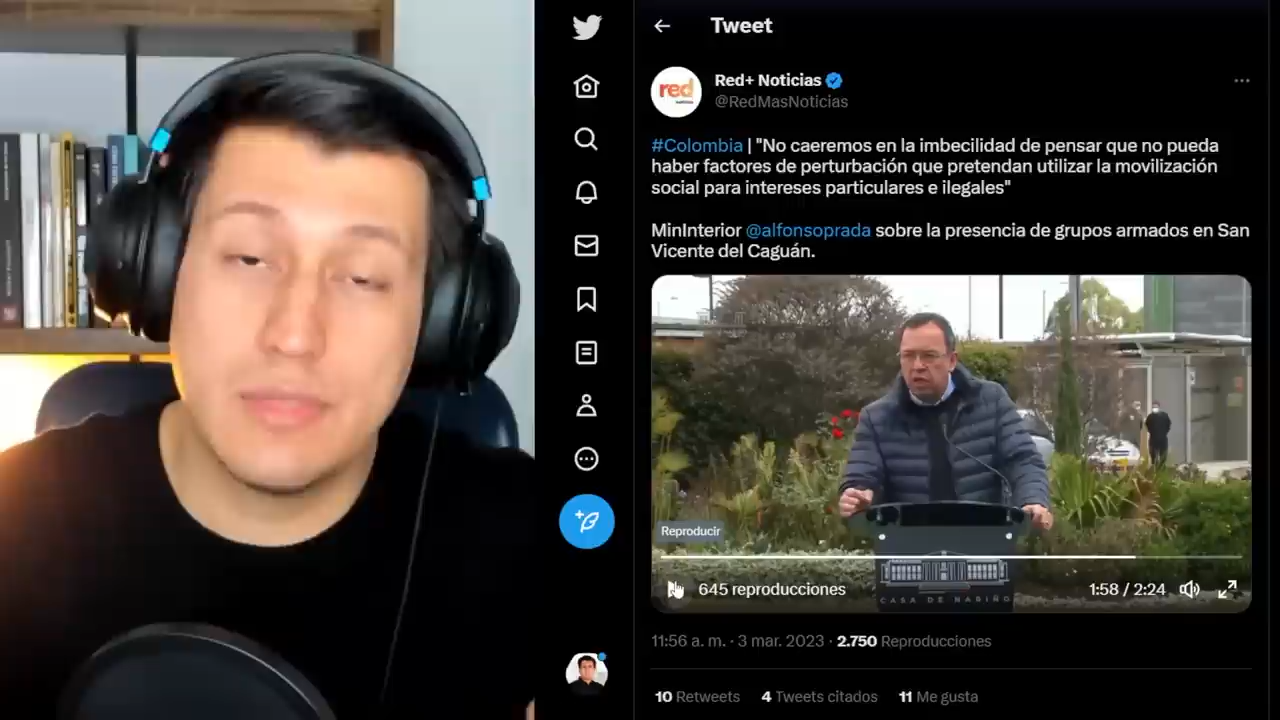 Tweet
red
noticias
Red+ Noticias
@RedMasNoticias
#Colombia | "No caeremos en la imbecilidad de pensar que no pueda
haber factores de perturbación que pretendan utilizar la movilización
social para intereses particulares e ilegales"
MinInterior @alfonsoprada sobre la presencia de grupos armados en San
Vicente del Caguán.
Reproducir
645 reproducciones
1:58 / 2:24
CASA DE NARIÑO
11:56 a. m. · 3 mar. 2023 · 2.750 Reproducciones
10 Retweets 4 Tweets citados 11 Me gusta